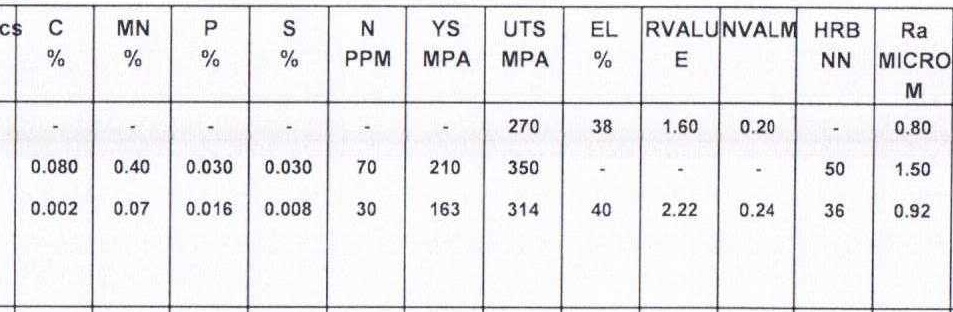 cs C MN P S N YS UTS EL RVALU NVALM HRB Ra
% % % % PPM MPA MPA % E NN MICRO
M
- - - - - - 270 38 1.60 0.20 - 0.80
0.080 0.40 0.030 0.030 70 210 350 - - - 50 1.50
0.002 0.07 0.016 0.008 30 163 314 40 2.22 0.24 36 0.92